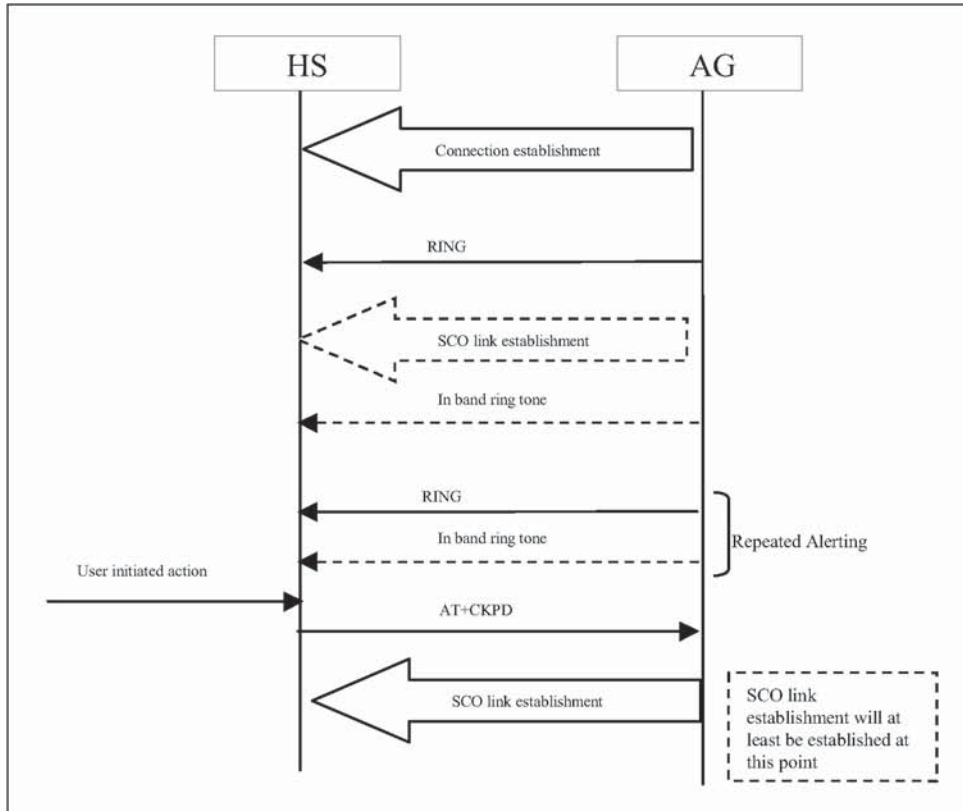 HS
AG
Connection establishment
RING
SCO link establishment
In band ring tone
RING
In band ring tone
Repeated Alerting
User initiated action
AT+CKPD
SCO link establishment
SCO link
establishment will at
least be established at
this point